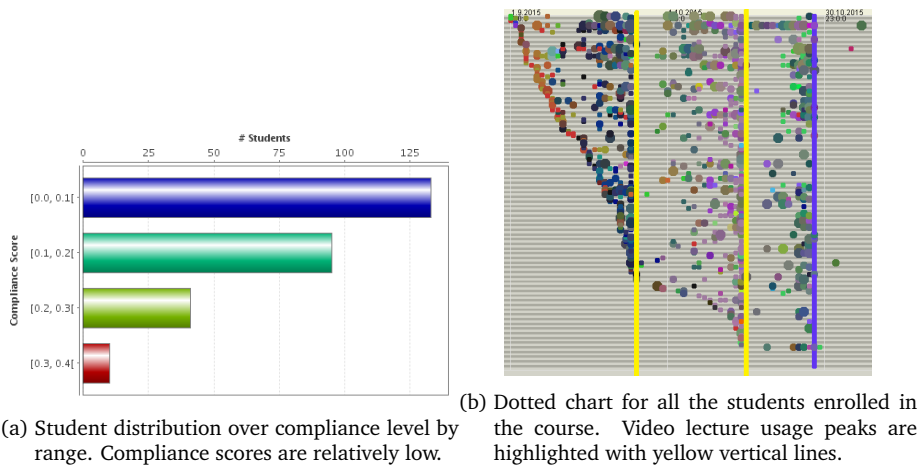 # Students
0 25 50 75 100 125
Compliance Score
[0.0, 0.1[
[0.1, 0.2[
[0.2, 0.3[
[0.3, 0.4[
(a) Student distribution over compliance level by
range. Compliance scores are relatively low.
1.9.2015
1.10.2015
30.10.2015
23:0:0
(b) Dotted chart for all the students enrolled in
the course. Video lecture usage peaks are
highlighted with yellow vertical lines.